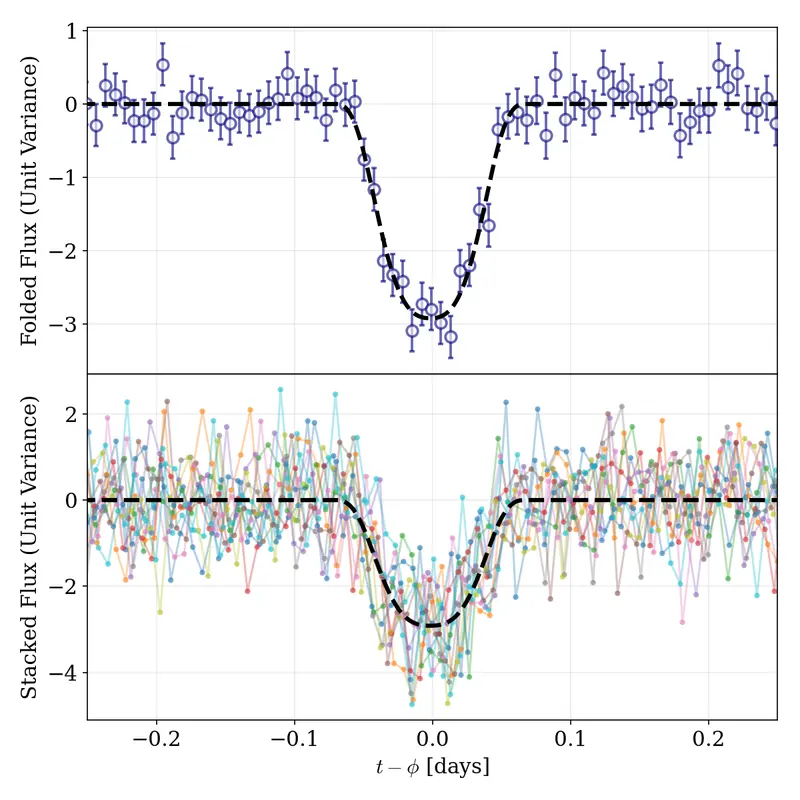 Folded Flux (Unit Variance)
1
0
−1
−2
−3
Stacked Flux (Unit Variance)
2
0
−2
−4
−0.2 −0.1 0.0 0.1 0.2
t − ϕ [days]